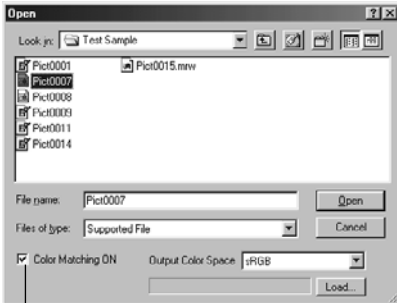 Open
Look in: Test Sample
Pict0001 Pict0015.mrw
Pict0007
Pict0008
Pict0009
Pict0011
Pict0014
File name: Pict0007 Open
Files of type: Supported File Cancel
Color Matching ON Output Color Space sRGB
Load...